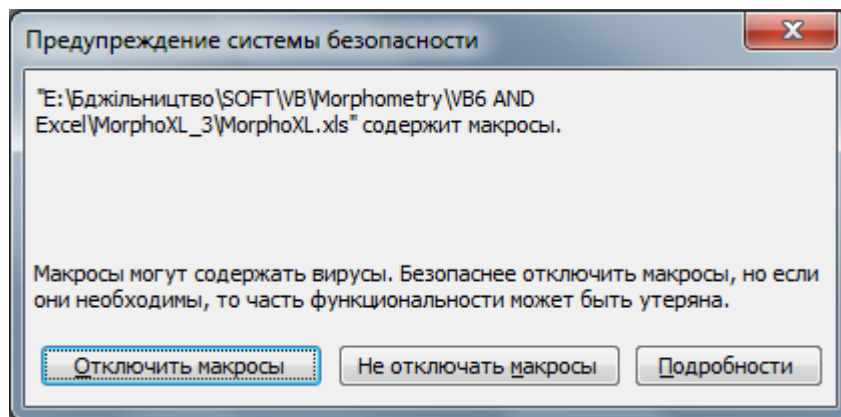 Предупреждение системы безопасности
"E:\Бджільництво\SOFT\VB\Morphometry\VB6 AND
Excel\MorphoXL_3\MorphoXL.xls" содержит макросы.
Макросы могут содержать вирусы. Безопаснее отключить макросы, но если
они необходимы, то часть функциональности может быть утеряна.
Отключить макросы Не отключать макросы Подробности